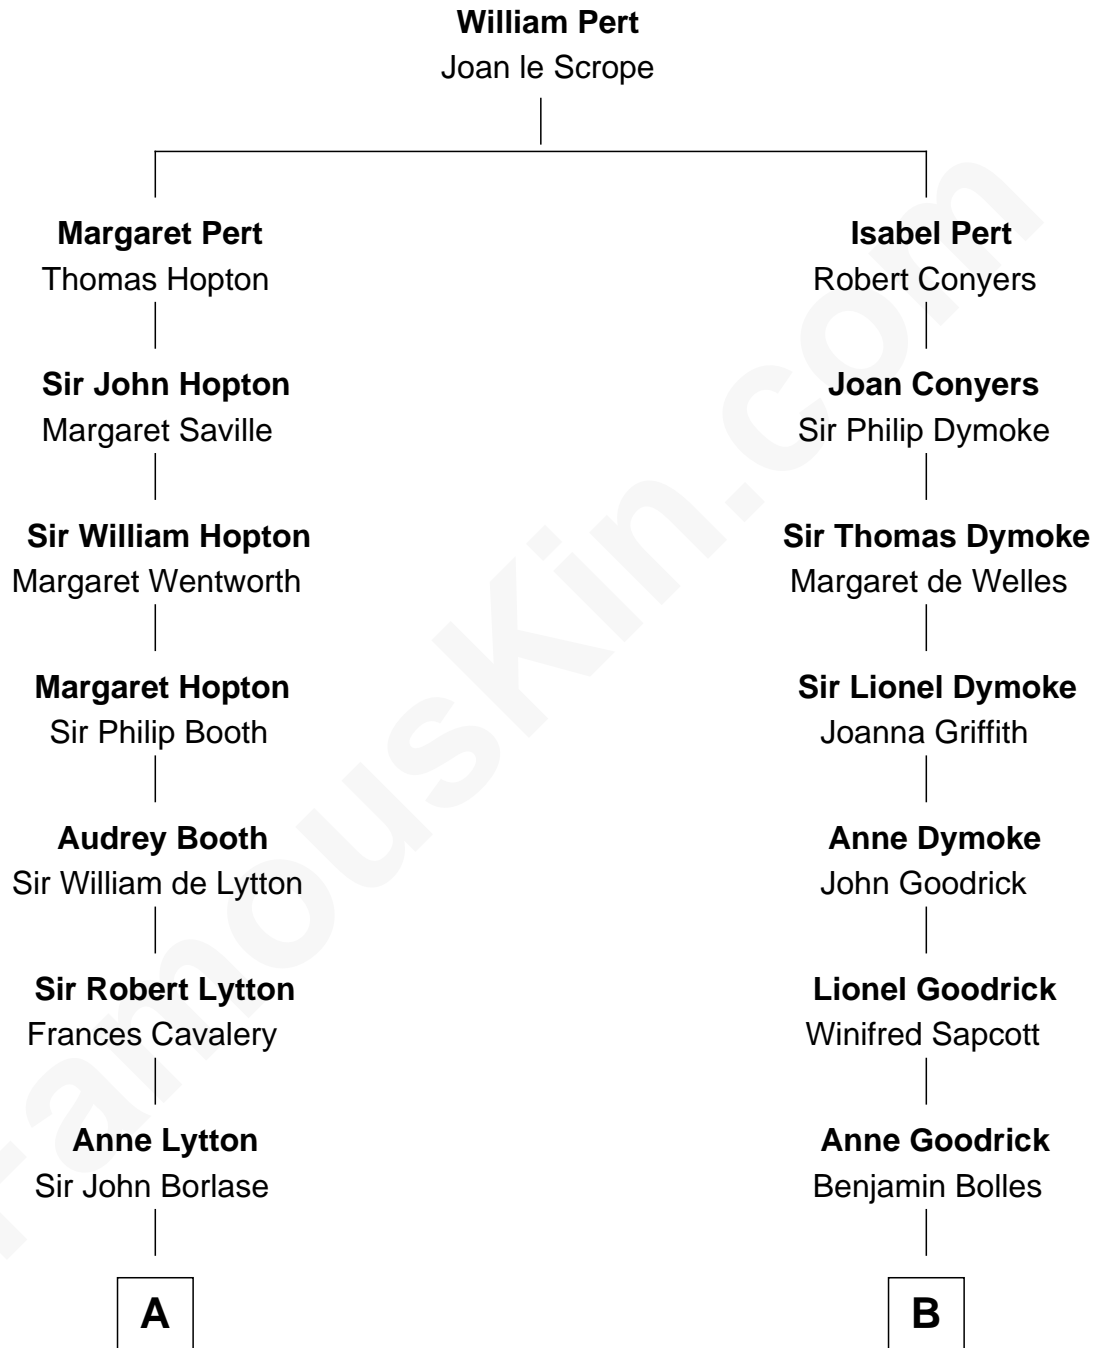 William Pert
Joan le Scrope
Margaret Pert
Thomas Hopton
Isabel Pert
Robert Conyers
Sir John Hopton
Margaret Saville
Joan Conyers
Sir Philip Dymoke
Sir William Hopton
Margaret Wentworth
Sir Thomas Dymoke
Margaret de Welles
Margaret Hopton
Sir Philip Booth
Sir Lionel Dymoke
Joanna Griffith
Audrey Booth
Sir William de Lytton
Anne Dymoke
John Goodrick
Sir Robert Lytton
Frances Cavalery
Lionel Goodrick
Winifred Sapcott
Anne Lytton
Sir John Borlase
Anne Goodrick
Benjamin Bolles
A
B
FamousKin.com